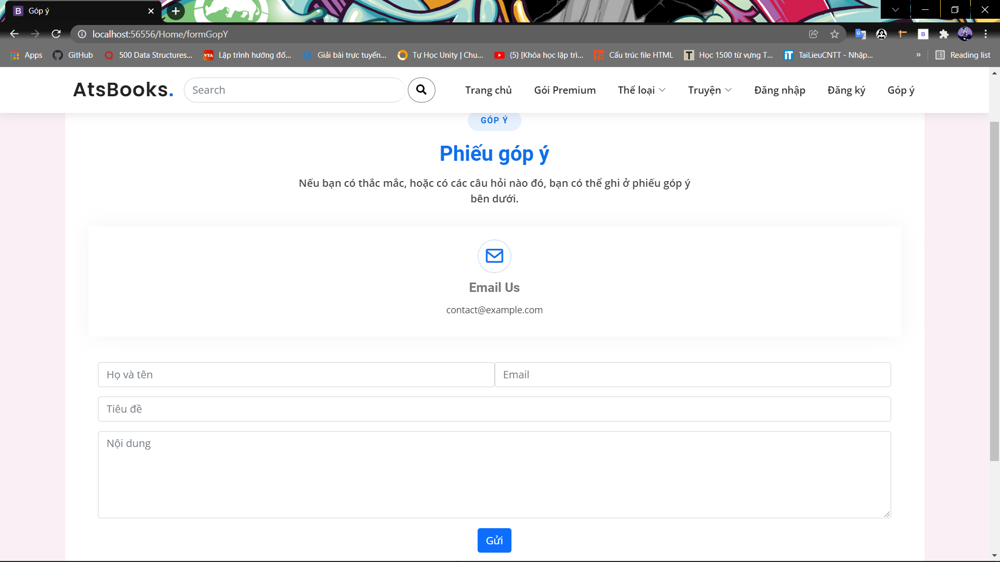 Góp ý
localhost:56556/Home/formGopY
Apps
GitHub
500 Data Structures...
Lập trình hướng đố...
Giải bài trực tuyến...
Tự Học Unity | Chu...
(5) [Khóa học lập trì...
Cấu trúc file HTML
Học 1500 từ vựng T...
TaiLieuCNTT - Nhập...
»
Reading list
AtsBooks.
Search
Trang chủ
Gói Premium
Thể loại
Truyện
Đăng nhập
Đăng ký
Góp ý
GÓP Ý
Phiếu góp ý
Nếu bạn có thắc mắc, hoặc có các câu hỏi nào đó, bạn có thể ghi ở phiếu góp ý
bên dưới.
Email Us
contact@example.com
Họ và tên
Email
Tiêu đề
Nội dung
Gửi